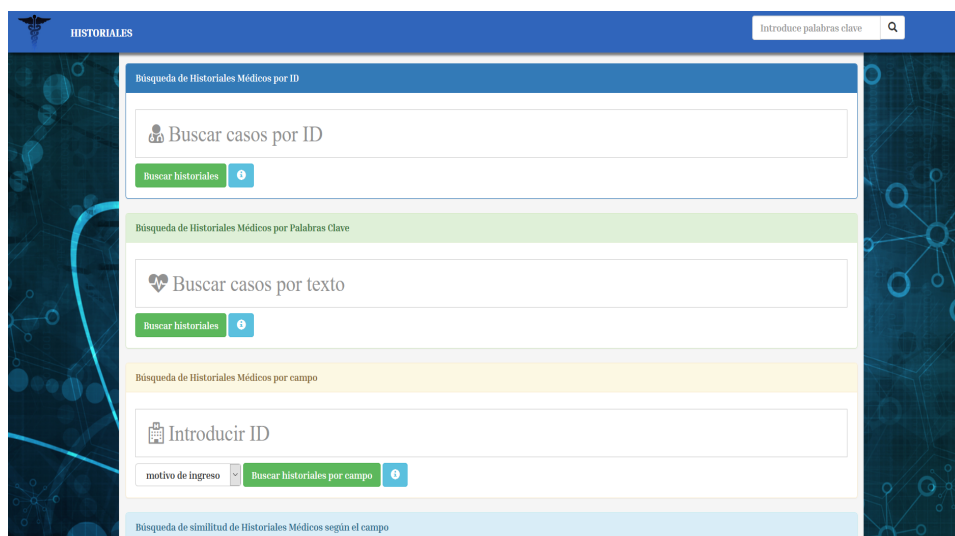 HISTORIALES
Introduce palabras clave
Búsqueda de Historiales Médicos por ID
Buscar casos por ID
Buscar historiales
Búsqueda de Historiales Médicos por Palabras Clave
Buscar casos por texto
Buscar historiales
Búsqueda de Historiales Médicos por campo
Introducir ID
motivo de ingreso Buscar historiales por campo
Búsqueda de similitud de Historiales Médicos según el campo